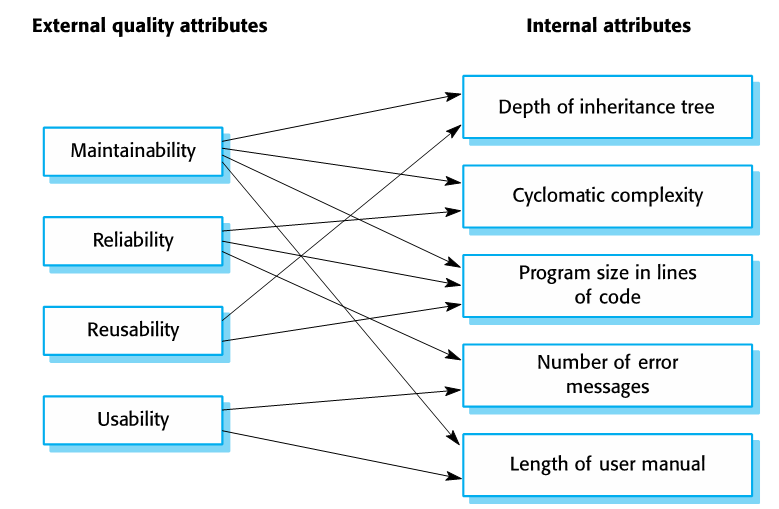 External quality attributes
Internal attributes
Maintainability
Reliability
Reusability
Usability
Depth of inheritance tree
Cyclomatic complexity
Program size in lines
of code
Number of error
messages
Length of user manual